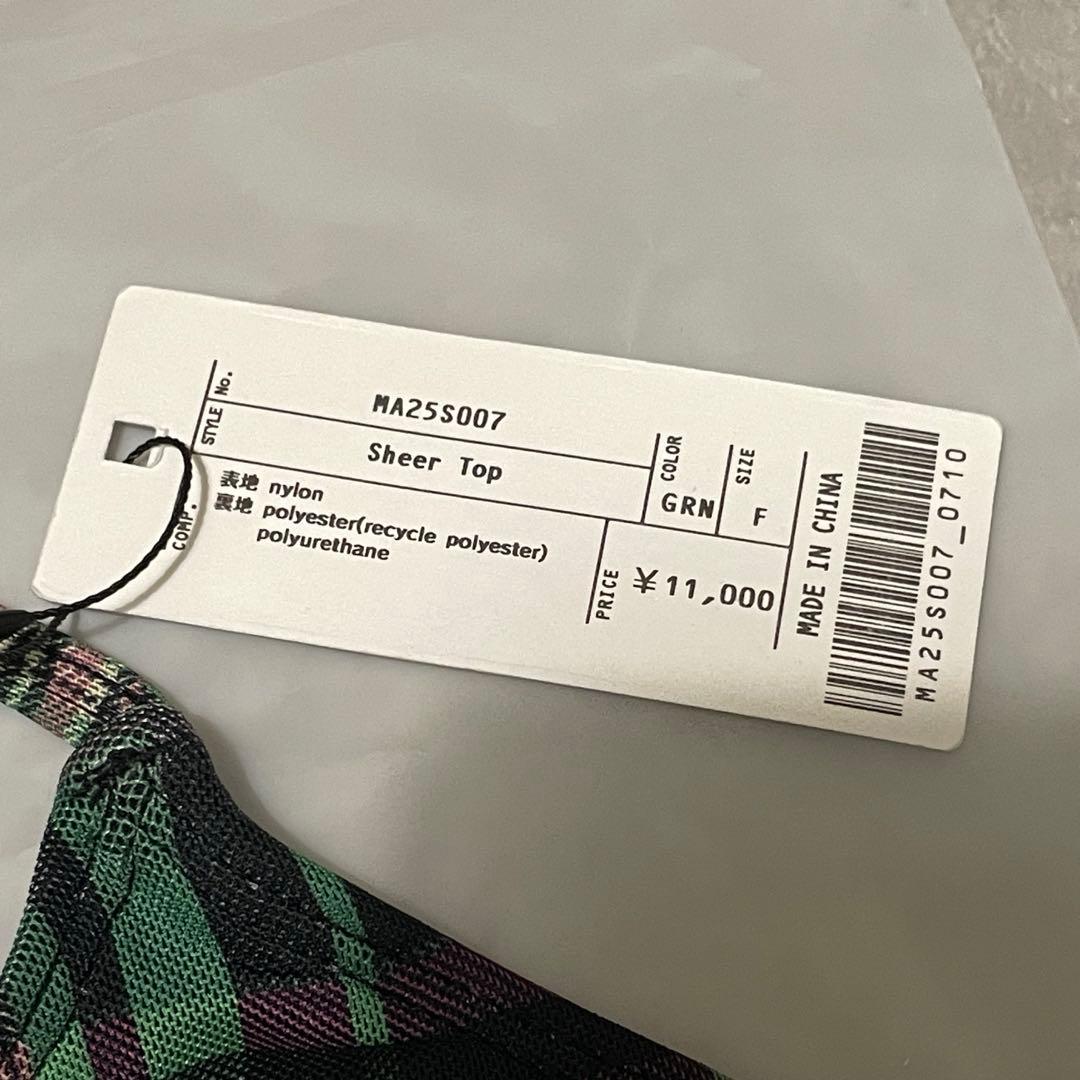 STYLE No.
MA25S007
Sheer Top
COLOR
GRN
SIZE
F
COMP.
表地 nylon
裏地 polyester(recycle polyester)
polyurethane
PRICE
¥11,000
MADE IN CHINA
MA25S007_0710